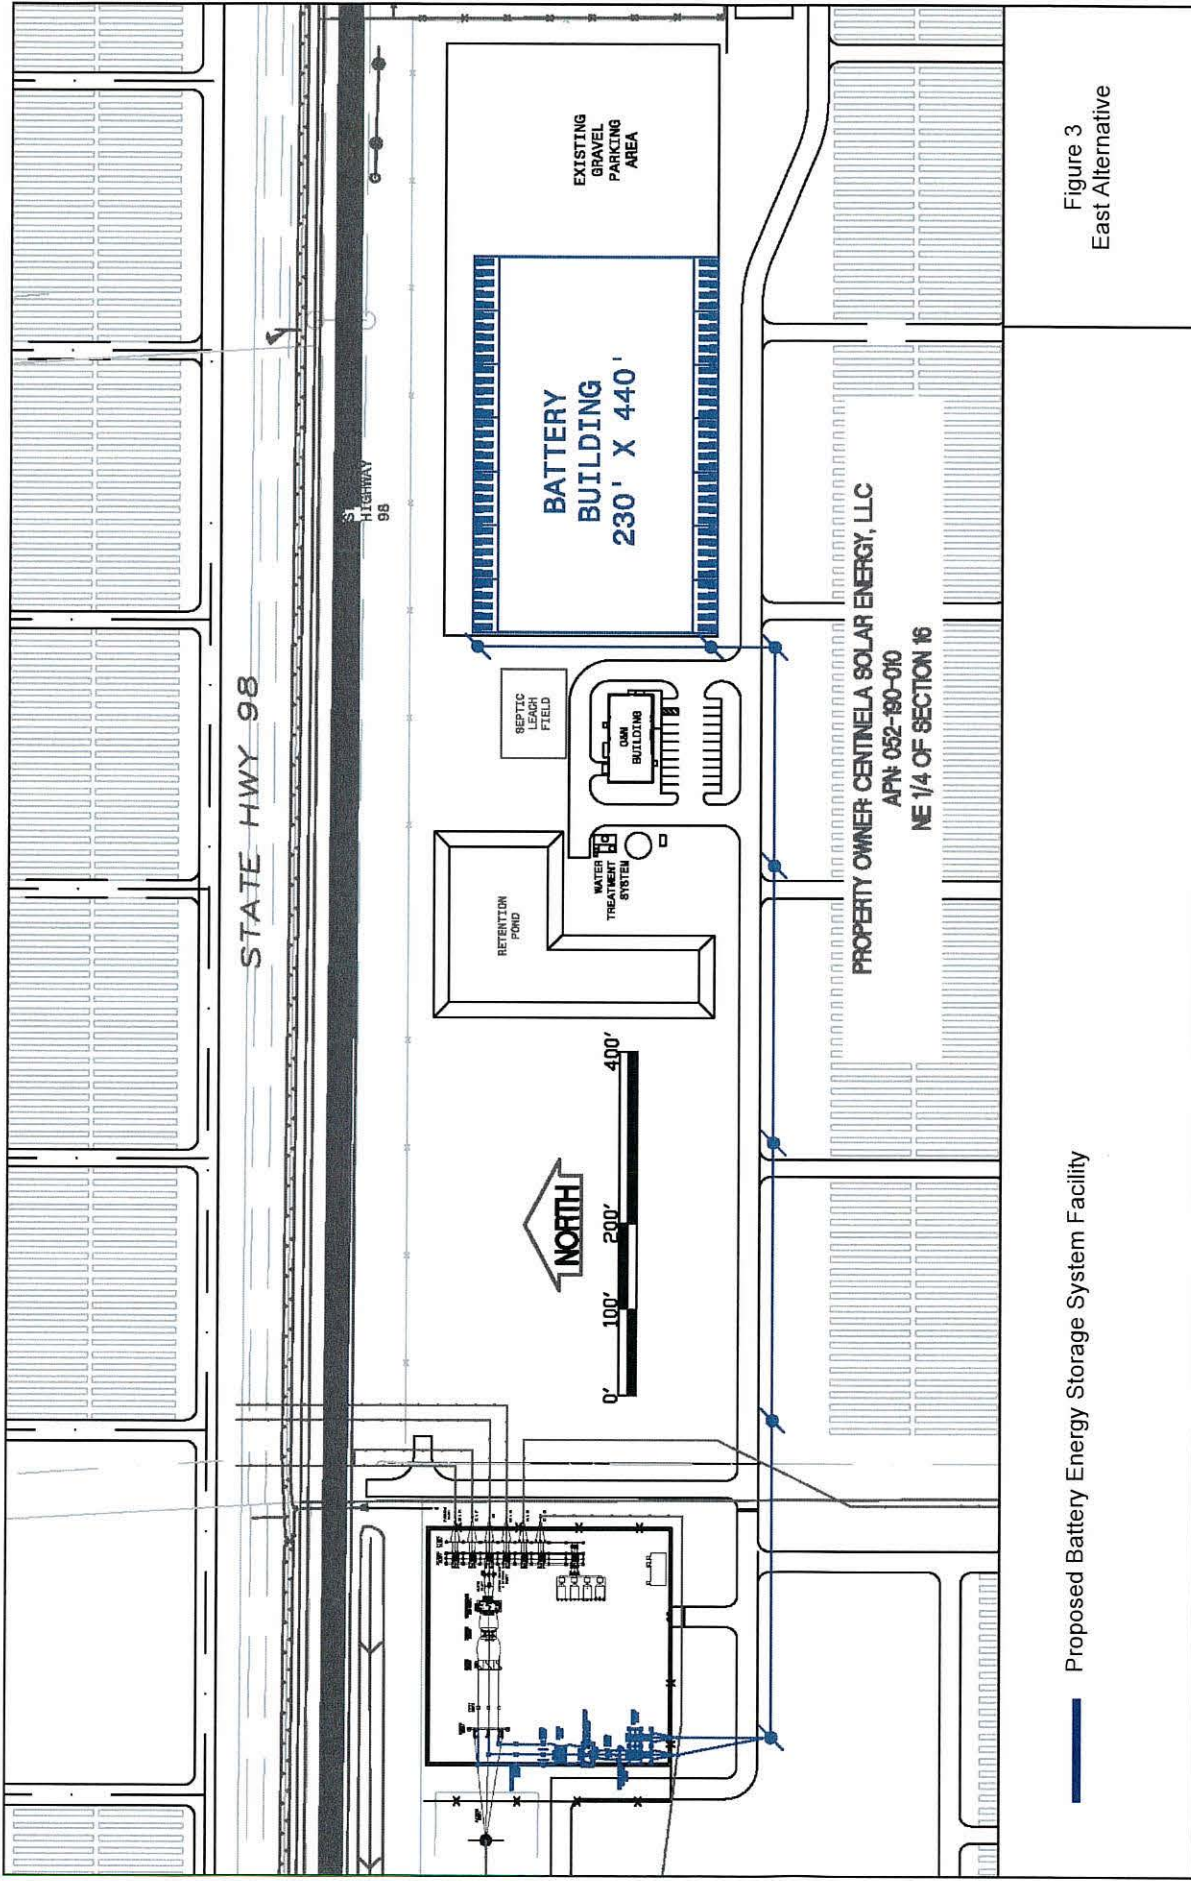 STATE HWY 98
HIGHWAY
98
EXISTING
GRAVEL
PARKING
AREA
BATTERY
BUILDING
230' X 440'
SEPTIC
LEACH
FIELD
O&M
BUILDING
WATER
TREATMENT
SYSTEM
RETENTION
POND
NORTH
0' 100' 200' 400'
PROPERTY OWNER: CENTINELA SOLAR ENERGY, LLC
APN: 052-190-010
NE 1/4 OF SECTION 16
Proposed Battery Energy Storage System Facility
Figure 3
East Alternative